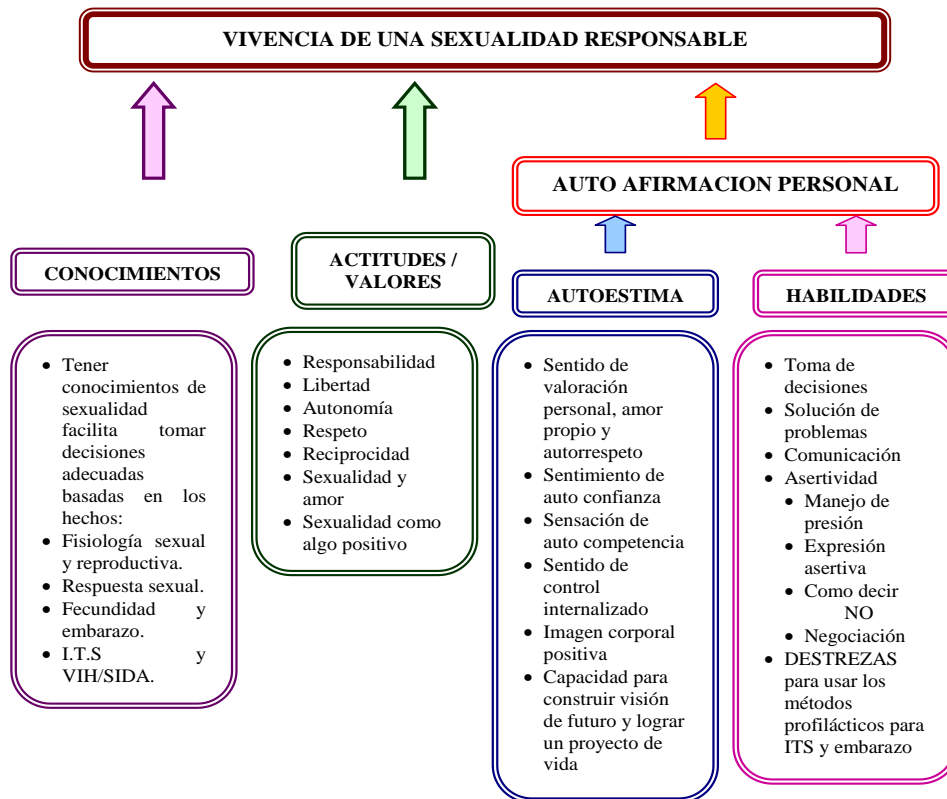 VIVENCIA DE UNA SEXUALIDAD RESPONSABLE
AUTO AFIRMACION PERSONAL
CONOCIMIENTOS
ACTITUDES /
VALORES
AUTOESTIMA
HABILIDADES
• Tener
conocimientos de
sexualidad
facilita tomar
decisiones
adecuadas
basadas en los
hechos:
• Fisiología sexual
y reproductiva.
• Respuesta sexual.
• Fecundidad y
embarazo.
• I.T.S y
VIH/SIDA.
• Responsabilidad
• Libertad
• Autonomía
• Respeto
• Reciprocidad
• Sexualidad y
amor
• Sexualidad como
algo positivo
• Sentido de
valoración
personal, amor
propio y
autorrespeto
• Sentimiento de
auto confianza
• Sensación de
auto competencia
• Sentido de
control
internalizado
• Imagen corporal
positiva
• Capacidad para
construir visión
de futuro y lograr
un proyecto de
vida
• Toma de
decisiones
• Solución de
problemas
• Comunicación
• Asertividad
• Manejo de
presión
• Expresión
asertiva
• Como decir
NO
• Negociación
• DESTREZAS
para usar los
métodos
profilácticos para
ITS y embarazo